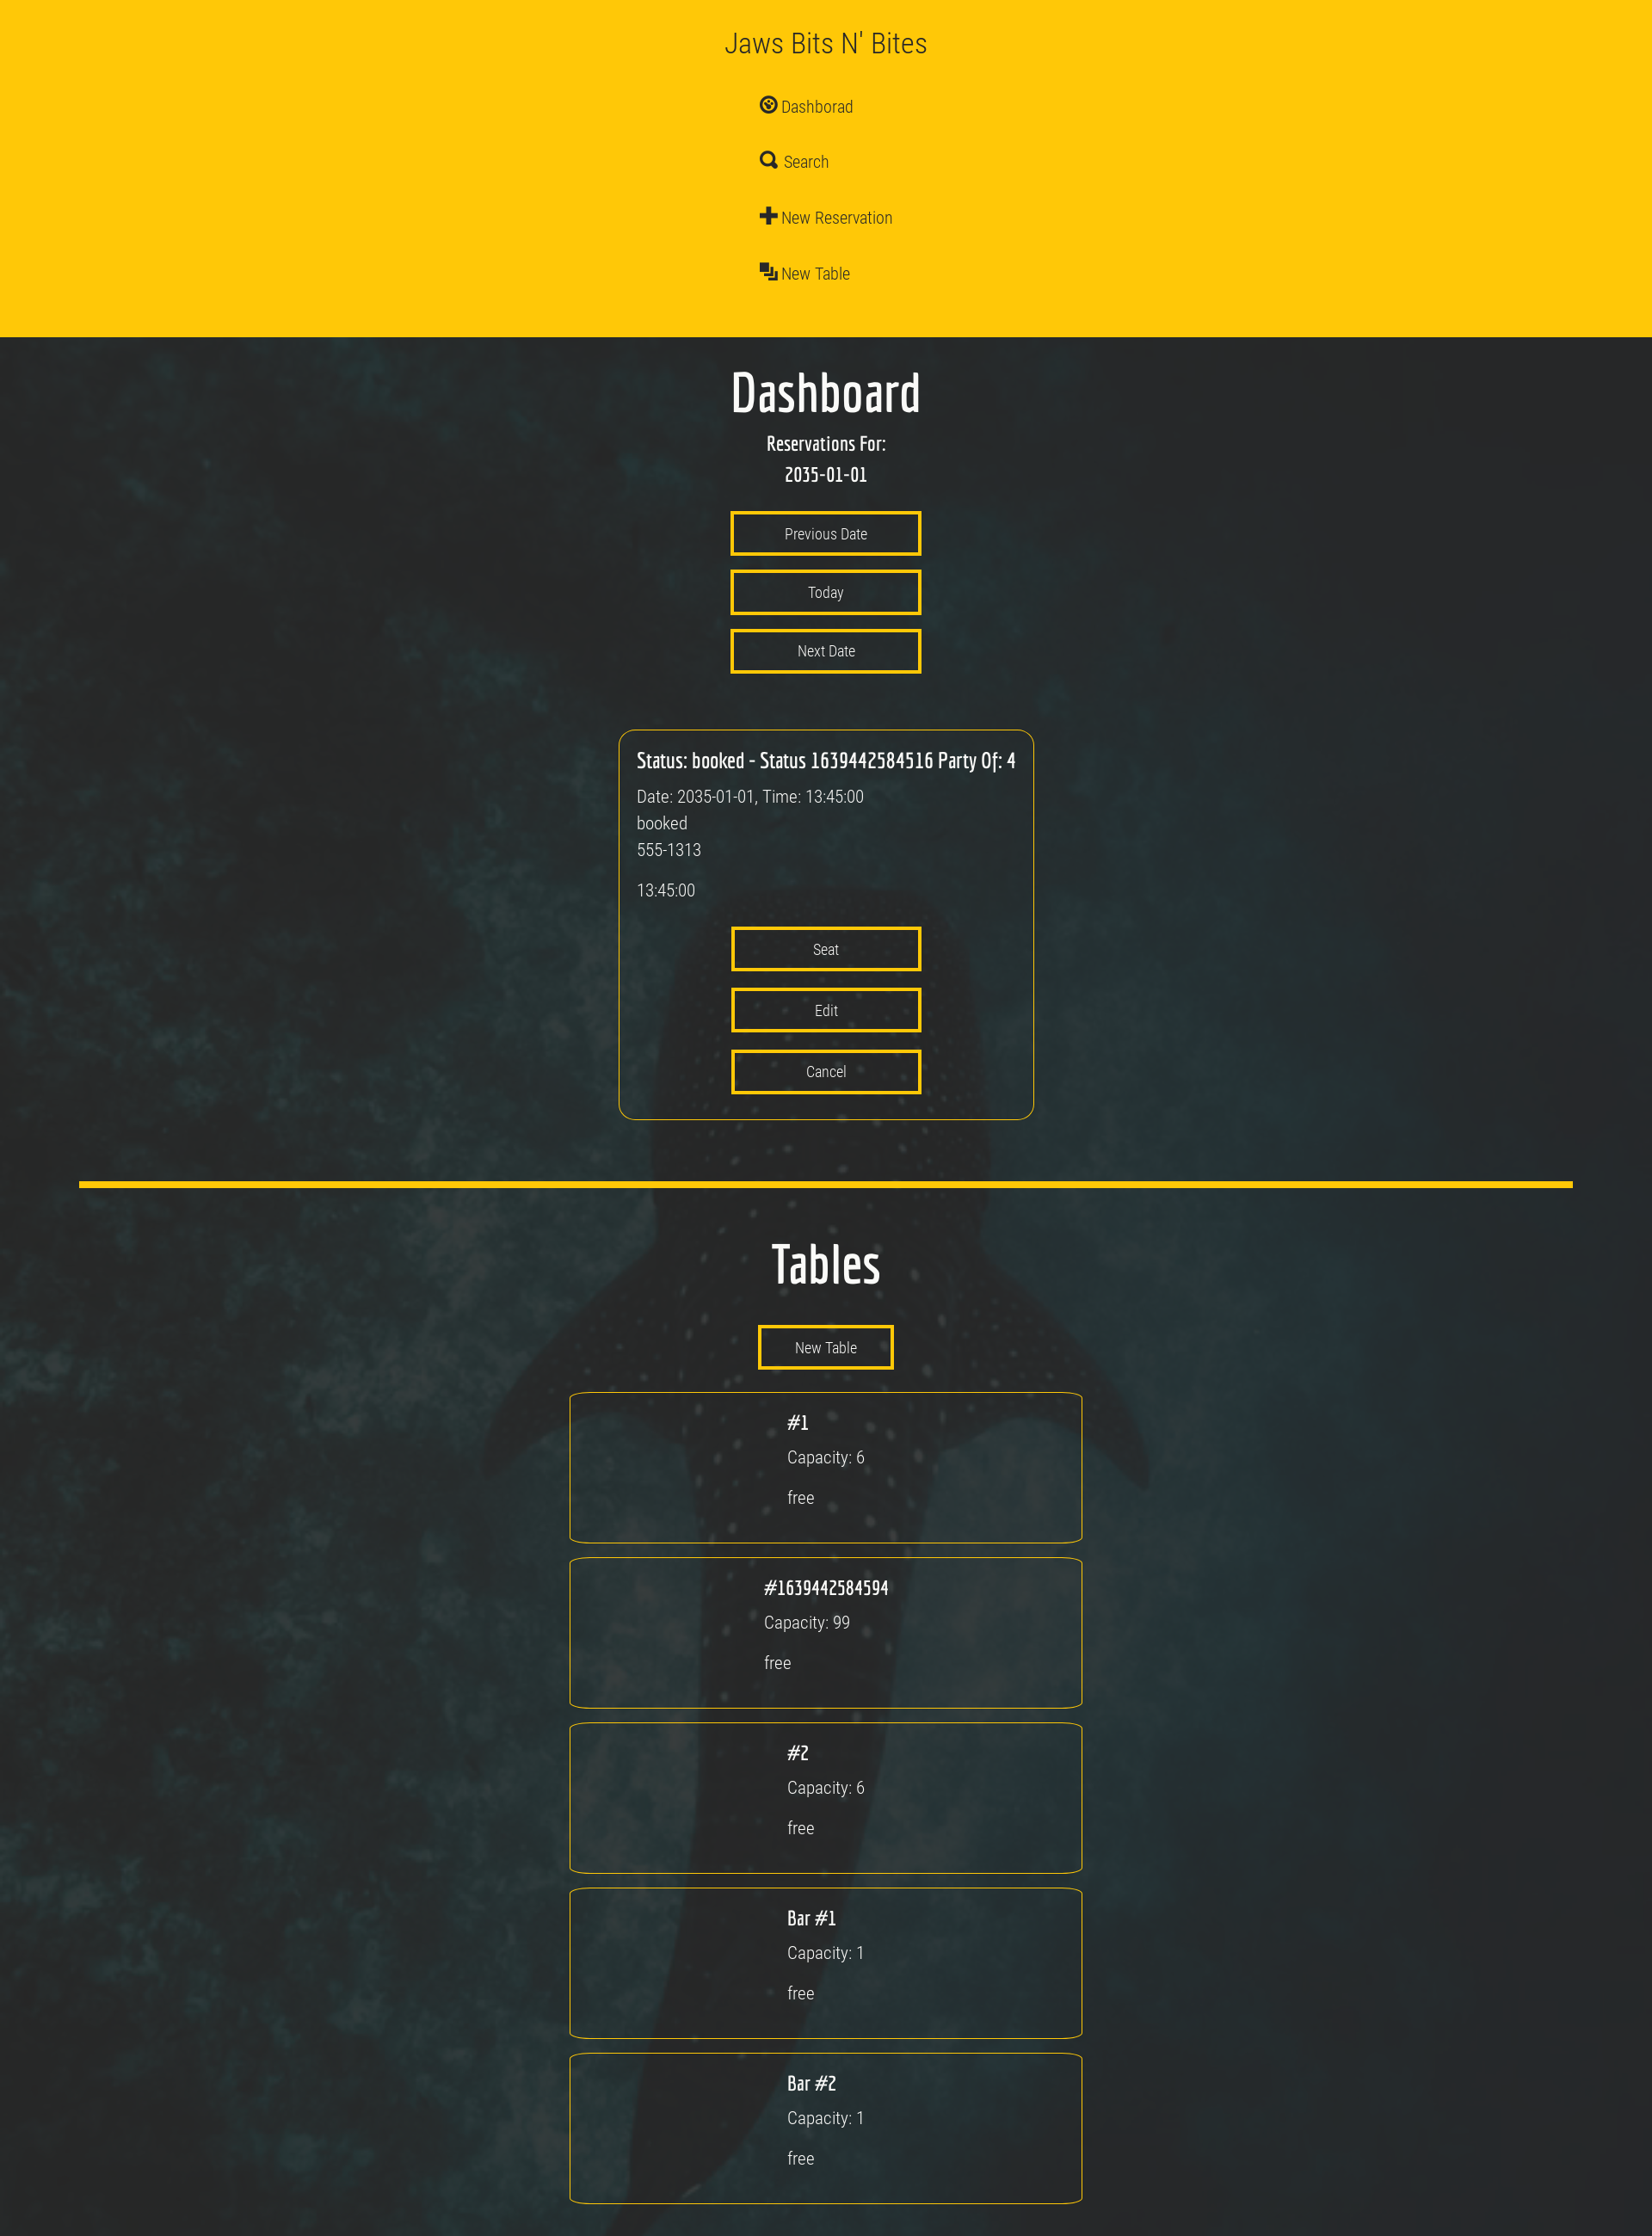 Jaws Bits N' Bites
Dashborad
Search
New Reservation
New Table
Dashboard
Reservations For:
2035-01-01
Previous Date
Today
Next Date
Status: booked - Status 1639442584516 Party Of: 4
Date: 2035-01-01, Time: 13:45:00
booked
555-1313
13:45:00
Seat
Edit
Cancel
Tables
New Table
#1
Capacity: 6
free
#1639442584594
Capacity: 99
free
#2
Capacity: 6
free
Bar #1
Capacity: 1
free
Bar #2
Capacity: 1
free